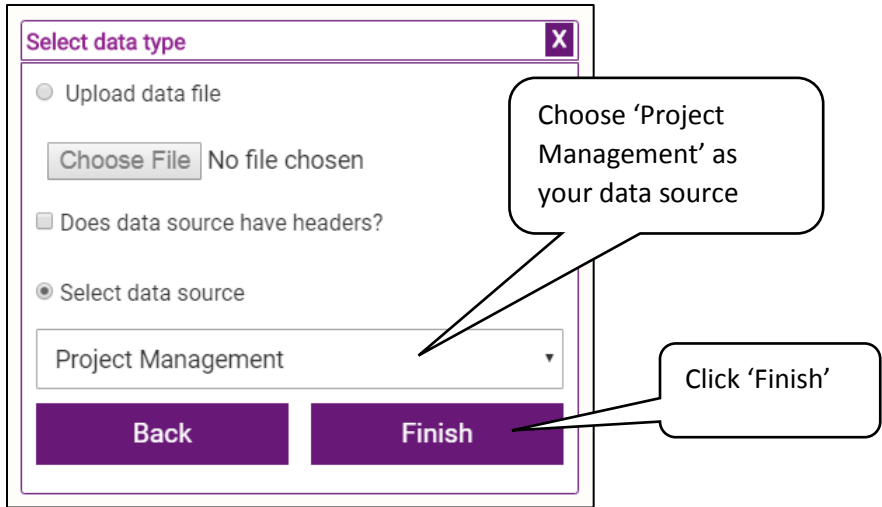 Select data type
X
Upload data file
Choose File No file chosen
Does data source have headers?
Select data source
Project Management
Back
Finish
Choose ‘Project
Management’ as
your data source
Click ‘Finish’